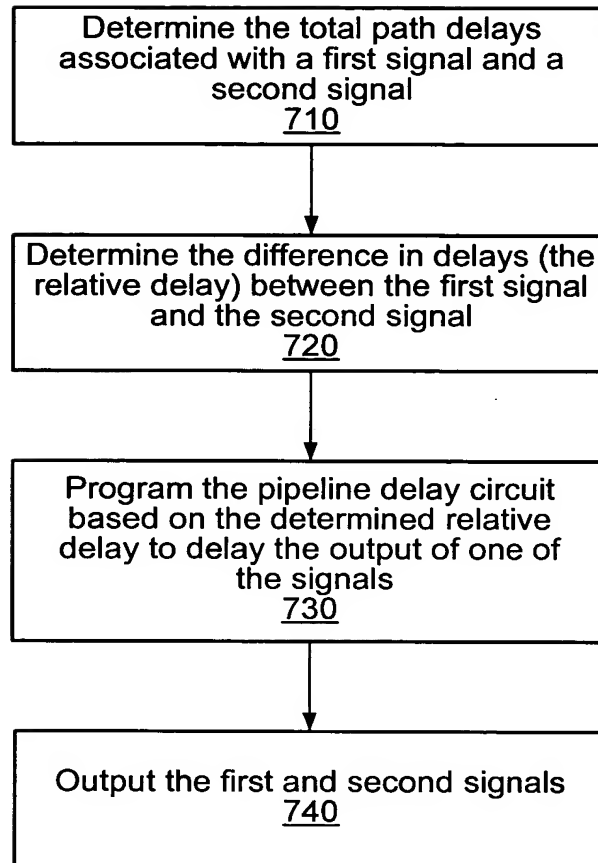 Determine the total path delays
associated with a first signal and a
second signal
710
Determine the difference in delays (the
relative delay) between the first signal
and the second signal
720
Program the pipeline delay circuit
based on the determined relative
delay to delay the output of one of
the signals
730
Output the first and second signals
740